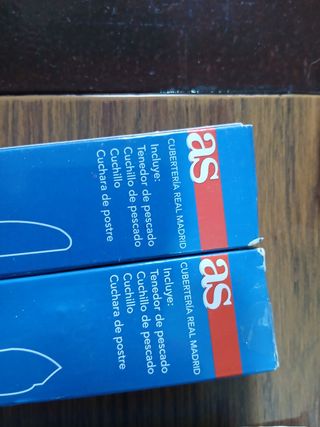 as
CUBERTERÍA REAL MADRID
Incluye:
Tenedor de pescado
Cuchillo de pescado
Cuchillo
Cuchara de postre
as
CUBERTERÍA REAL MADRID
Incluye:
Tenedor de pescado
Cuchillo de pescado
Cuchillo
Cuchara de postre